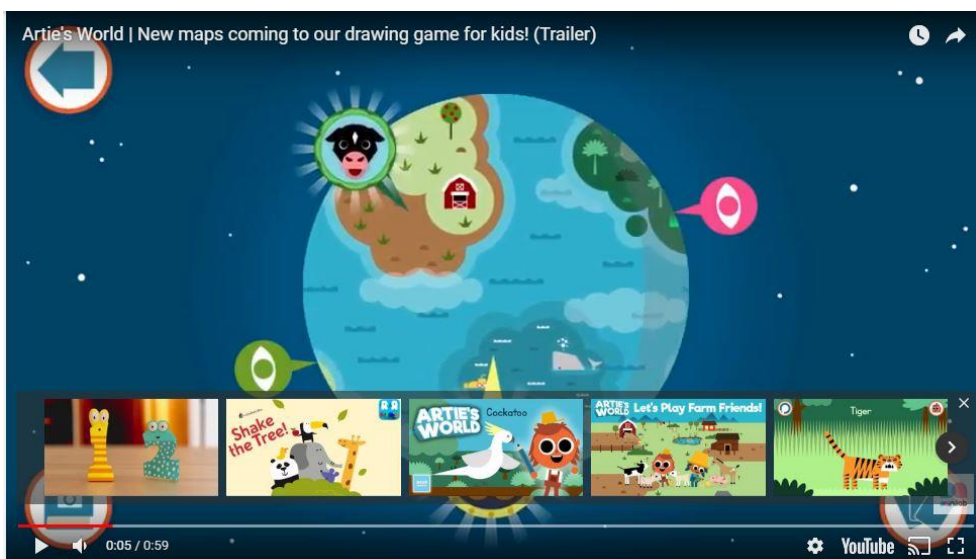 Artie's World | New maps coming to our drawing game for kids! (Trailer)
Shake
the Tree!
ARTIE'S
WORLD
Cockatoo
ARTIE'S
WORLD
Let's Play Farm Friends!
Tiger
0:05 / 0:59
YouTube